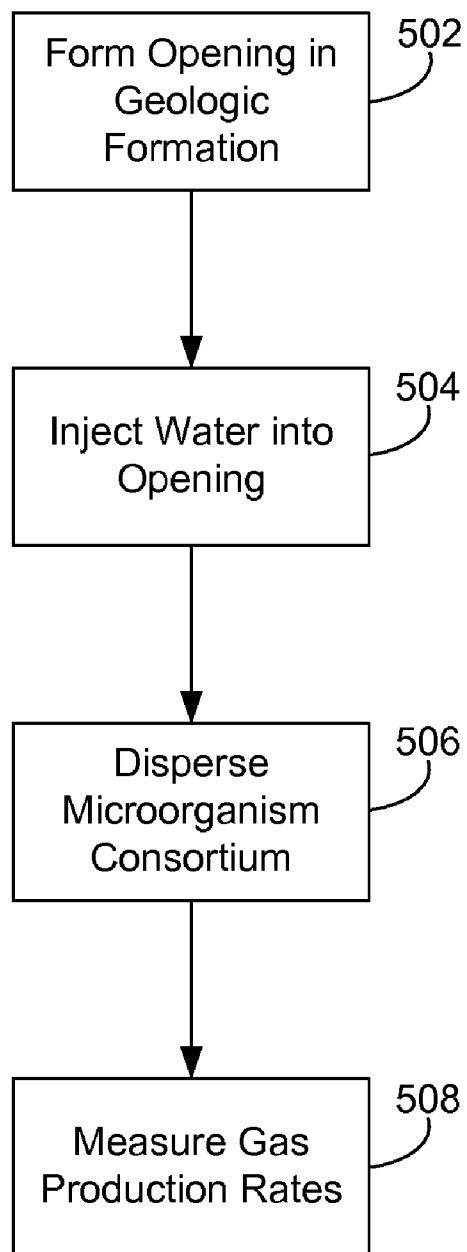 Form Opening in
Geologic
Formation
502
Inject Water into
Opening
504
Disperse
Microorganism
Consortium
506
Measure Gas
Production Rates
508